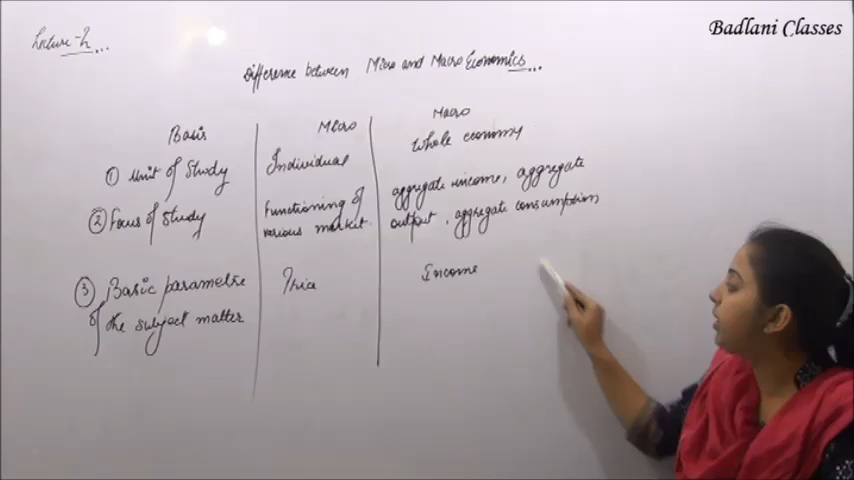 Badlani Classes
Lecture-2...
Difference between Micro and Macro Economics...
Basis Micro Macro
① Unit of Study Individual Whole economy
② Focus of Study Functioning of various market. aggregate income, aggregate output, aggregate consumption
③ Basic parametre of the subject matter Price Income